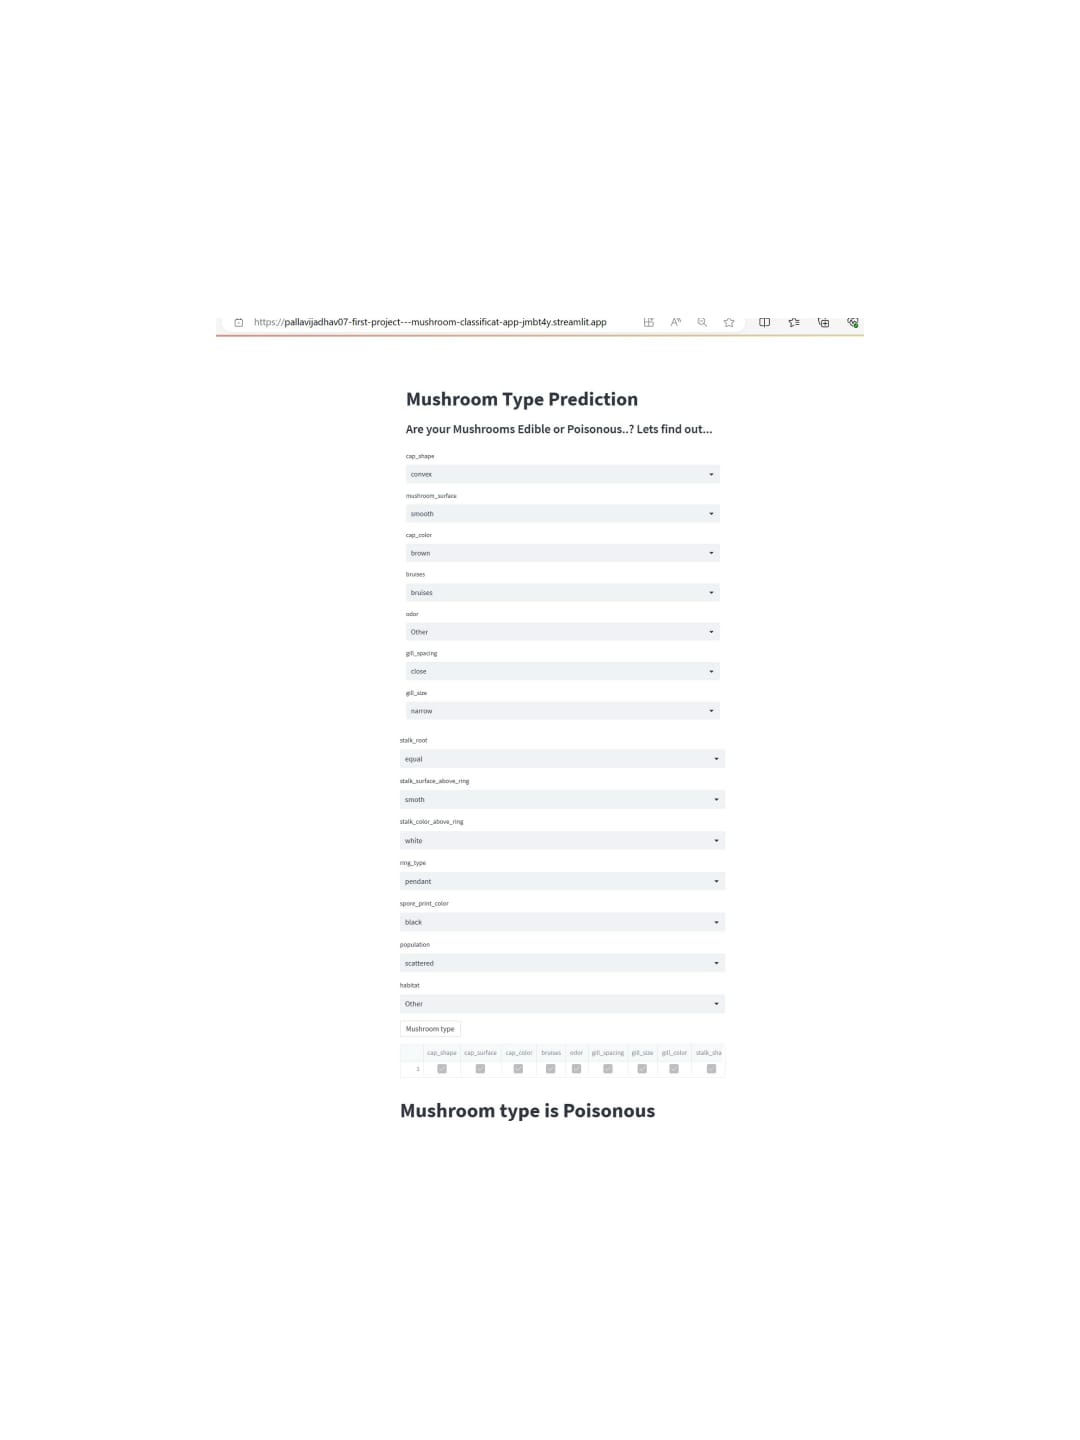 https://pallavijadhav07-first-project---mushroom-classificat-app-jmbt4y.streamlit.app
Mushroom Type Prediction
Are your Mushrooms Edible or Poisonous..? Lets find out...
cap_shape
convex
mushroom_surface
smooth
cap_color
brown
bruises
bruises
odor
Other
gill_spacing
close
gill_size
narrow
stalk_root
equal
stalk_surface_above_ring
smoth
stalk_color_above_ring
white
ring_type
pendant
spore_print_color
black
population
scattered
habitat
Other
Mushroom type
cap_shape cap_surface cap_color bruises odor gill_spacing gill_size gill_color stalk_sha
Mushroom type is Poisonous